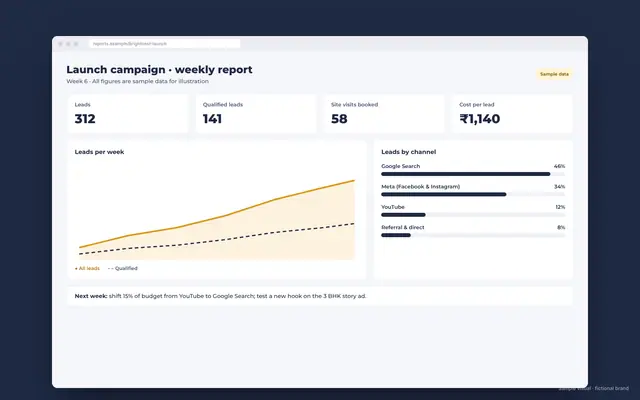 reports.example/brightmor-launch
Launch campaign · weekly report
Week 6 · All figures are sample data for illustration
Sample data
Leads
312
Qualified leads
141
Site visits booked
58
Cost per lead
₹1,140
Leads per week
All leads
Qualified
Leads by channel
Google Search 46%
Meta (Facebook & Instagram) 34%
YouTube 12%
Referral & direct 8%
Next week: shift 15% of budget from YouTube to Google Search; test a new hook on the 3 BHK story ad.
fictional brand